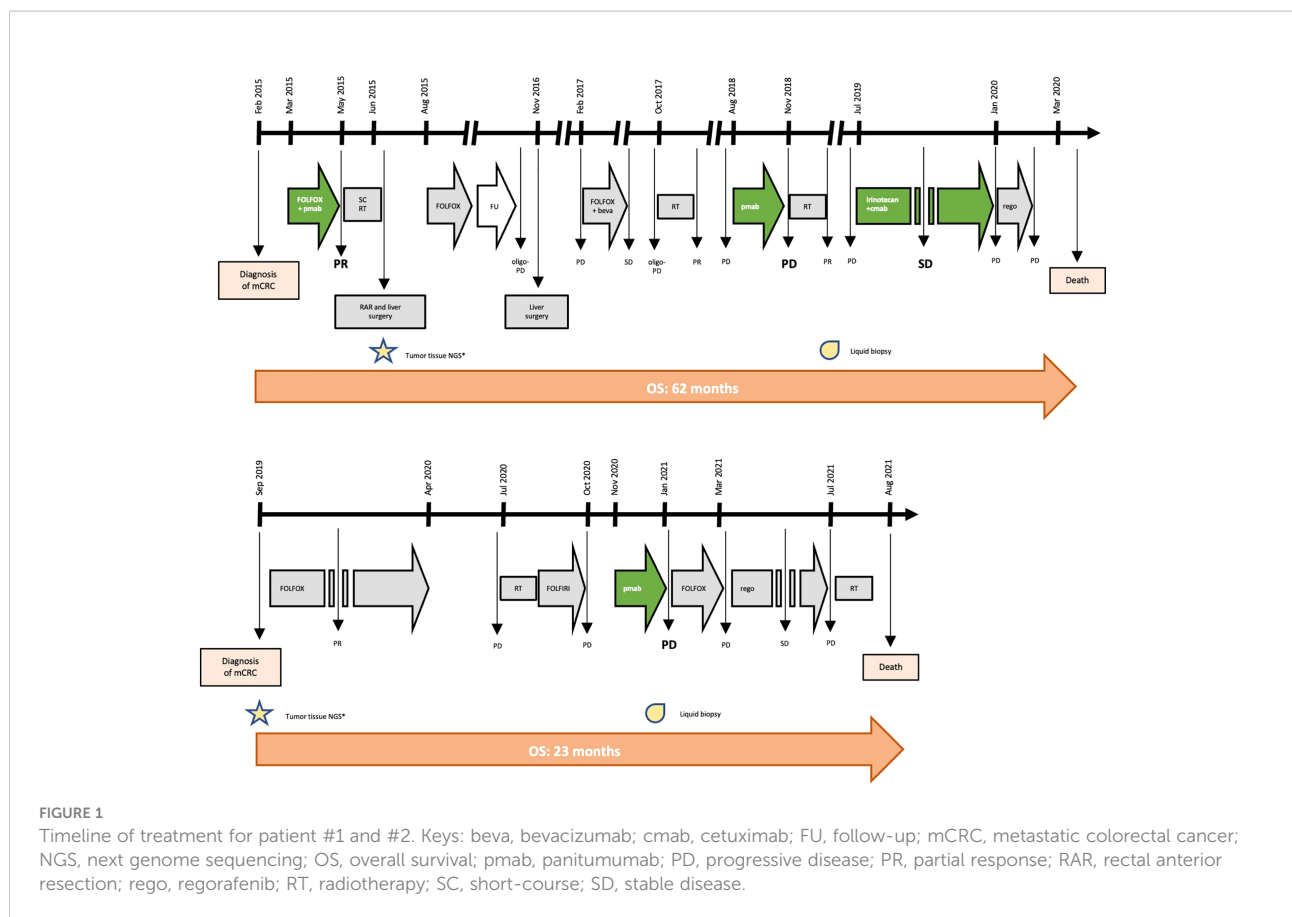 Feb 2015
Mar 2015
May 2015
Jun 2015
Aug 2015
Nov 2016
Feb 2017
Oct 2017
Aug 2018
Nov 2018
Jul 2019
Jan 2020
Mar 2020
FOLFOX
+ pmab
SC
RT
FOLFOX
FU
FOLFOX
+ beva
RT
pmab
RT
irinotecan
+cmab
rego
PR
oligo-
PD
PD
SD
oligo-
PD
PR
PD
PD
PR
PD
SD
PD
PD
Diagnosis
of mCRC
RAR and liver
surgery
Liver
surgery
Death
Tumor tissue NGS*
Liquid biopsy
OS: 62 months
Sep 2019
Apr 2020
Jul 2020
Oct 2020
Nov 2020
Jan 2021
Mar 2021
Jul 2021
Aug 2021
FOLFOX
RT
FOLFIRI
pmab
FOLFOX
rego
RT
PR
PD
PD
PD
PD
SD
PD
Diagnosis
of mCRC
Death
Tumor tissue NGS*
Liquid biopsy
OS: 23 months
FIGURE 1
Timeline of treatment for patient #1 and #2. Keys: beva, bevacizumab; cmab, cetuximab; FU, follow-up; mCRC, metastatic colorectal cancer;
NGS, next genome sequencing; OS, overall survival; pmab, panitumumab; PD, progressive disease; PR, partial response; RAR, rectal anterior
resection; rego, regorafenib; RT, radiotherapy; SC, short-course; SD, stable disease.